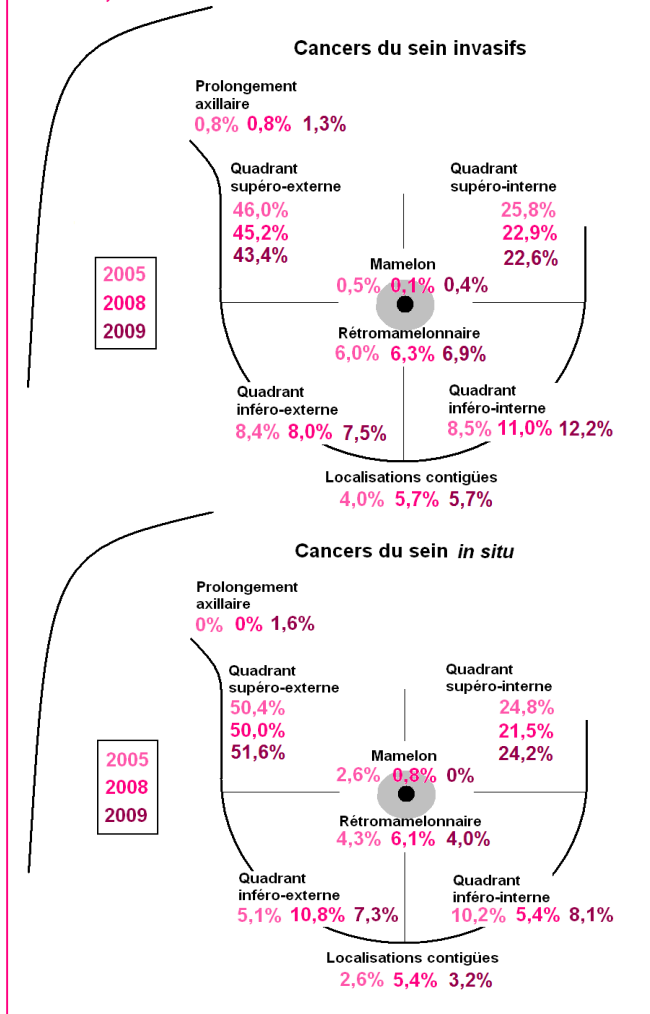 Cancers du sein invasifs
Prolongement
axillaire
0,8% 0,8% 1,3%
Quadrant
supéro-externe
46,0%
45,2%
43,4%
Quadrant
supéro-interne
25,8%
22,9%
22,6%
2005
2008
2009
Mamelon
0,5% 0,1% 0,4%
Rétromamelonnaire
6,0% 6,3% 6,9%
Quadrant
inféro-externe
8,4% 8,0% 7,5%
Quadrant
inféro-interne
8,5% 11,0% 12,2%
Localisations contigües
4,0% 5,7% 5,7%
Cancers du sein in situ
Prolongement
axillaire
0% 0% 1,6%
Quadrant
supéro-externe
50,4%
50,0%
51,6%
Quadrant
supéro-interne
24,8%
21,5%
24,2%
2005
2008
2009
Mamelon
2,6% 0,8% 0%
Rétromamelonnaire
4,3% 6,1% 4,0%
Quadrant
inféro-externe
5,1% 10,8% 7,3%
Quadrant
inféro-interne
10,2% 5,4% 8,1%
Localisations contigües
2,6% 5,4% 3,2%